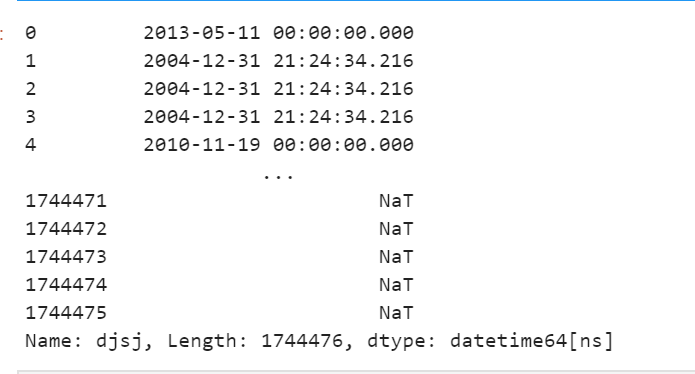 : 0 2013-05-11 00:00:00.000
1 2004-12-31 21:24:34.216
2 2004-12-31 21:24:34.216
3 2004-12-31 21:24:34.216
4 2010-11-19 00:00:00.000
...
1744471 NaT
1744472 NaT
1744473 NaT
1744474 NaT
1744475 NaT
Name: djsj, Length: 1744476, dtype: datetime64[ns]